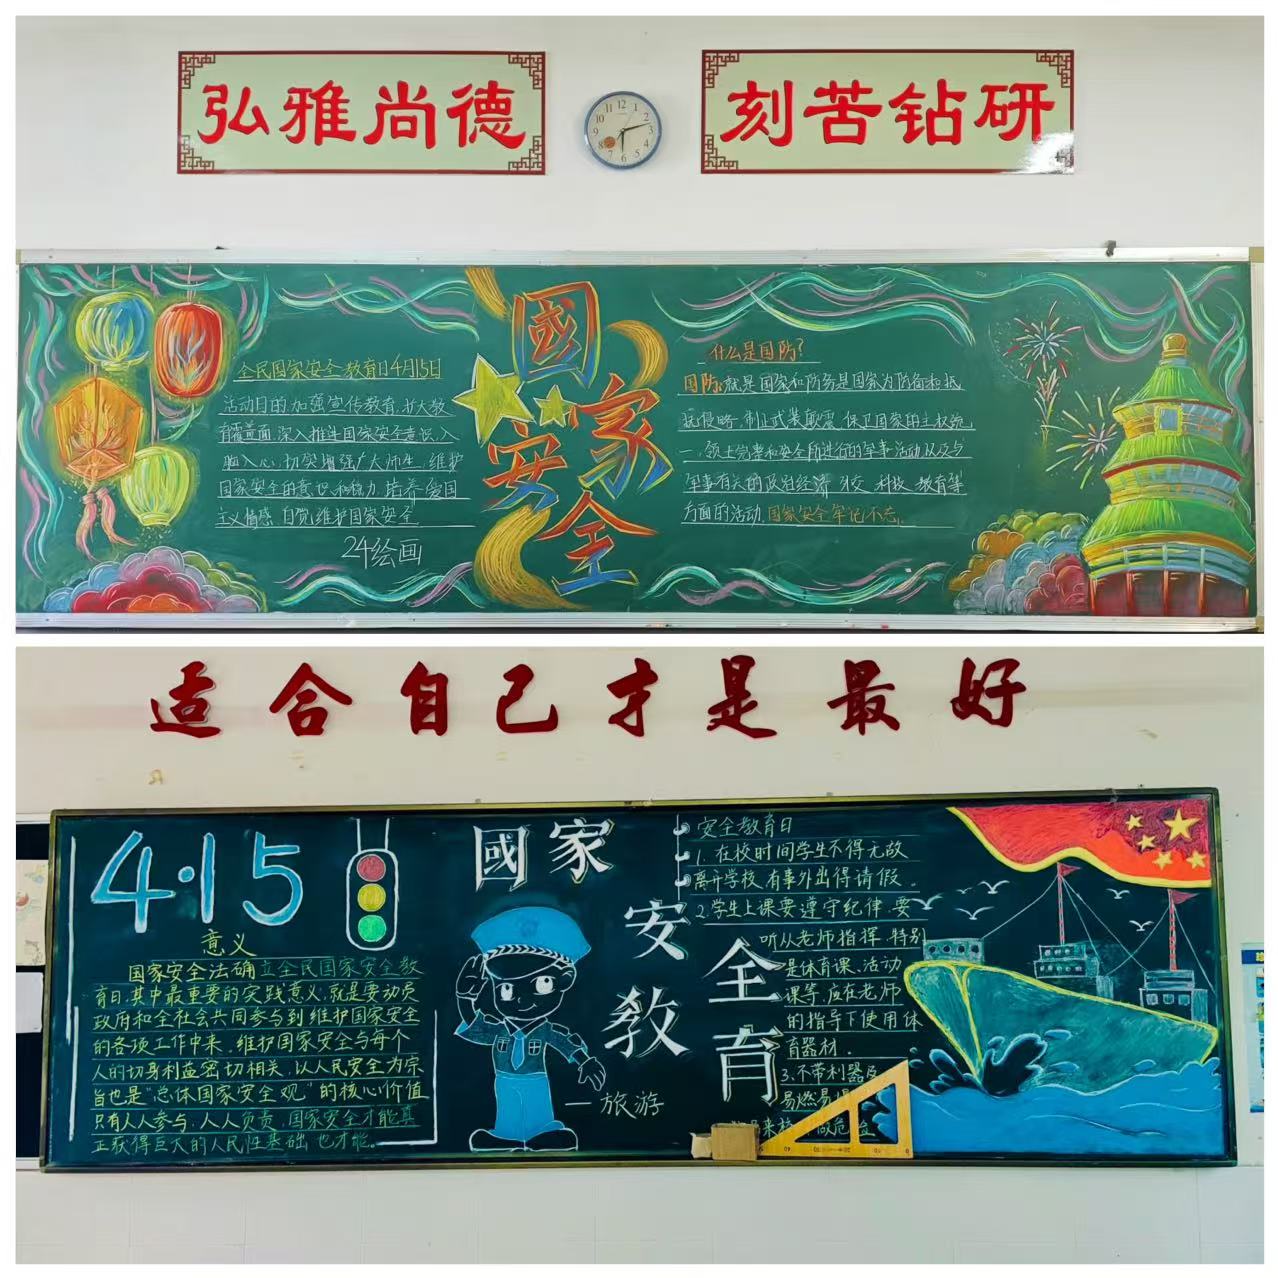 弘雅尚德
刻苦钻研
全民国家安全教育日4月15日
活动目的:加强宣传教育,扩大教
育覆盖面,深入推进国家安全意识,入
脑入心,切实增强广大师生,维护
国家安全的意识和能力,培养爱国
主义情感,自觉维护国家安全.
24绘画
國家安全
什么是国防?
国防:就是国家和防务是国家为防备和抵
抗侵略,制止武装,保卫国家的主权统
一,领土完整和安全所进行的军事活动以及与
军事有关的政治经济 外交,科技,教育等
方面的活动,国家安全牢记不忘.
适合自己才是最好
4·15
意义
国家安全法确立全民国家安全教
育日,其中最重要的实践意义,就是要动员
政府和全社会共同参与到维护国家安全
的各项工作中来,维护国家安全与每个
人的切身利益密切相关,以人民安全为宗
旨也是“总体国家安全观”的核心价值
只有人人参与,人人负责,国家安全才能真
正获得巨大的人民性基础 也才能..
國家
安全
教育
—旅游
安全教育日
1.在校时间学生不得无故
离开学校,有事外出得请假.
2.学生上课要遵守纪律,要
听从老师指挥,特别
是体育课、活动
课等,应在老师
的指导下使用体
育器材.
3.不带利器及
易燃易
来校 做危险